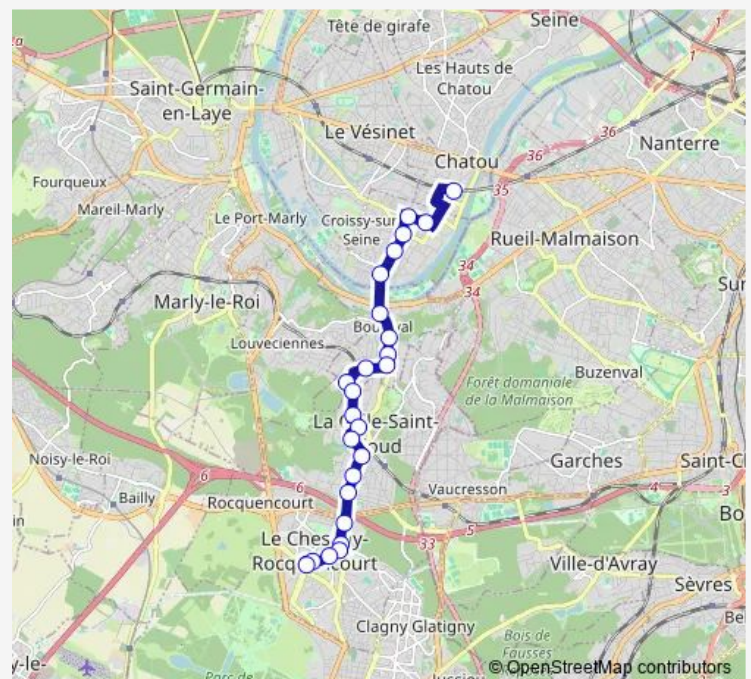 Seine
Tête de girafe
Les Hauts de
Chatou
1
Saint-Germain-
en-Laye
Le Vésinet
36
Nanterre
Chatou
36
Fourqueux
35
Mareil-Marly
Le Port-Marly
Croissy-sur
Seine
Rueil-Malmaison
34
34
Marly-le-Roi
Louveciennes
Buzenval
Forêt domaniale
de la Malmaison
Noisy-le-Roi
Garches
6
6
Vaucresson
4
3
Bailly
Rocquencourt
5
33
Ville-d'Avray
Sèvres
Clagny Glatigny
Bois de
Fausses
© OpenStreetMap contributors